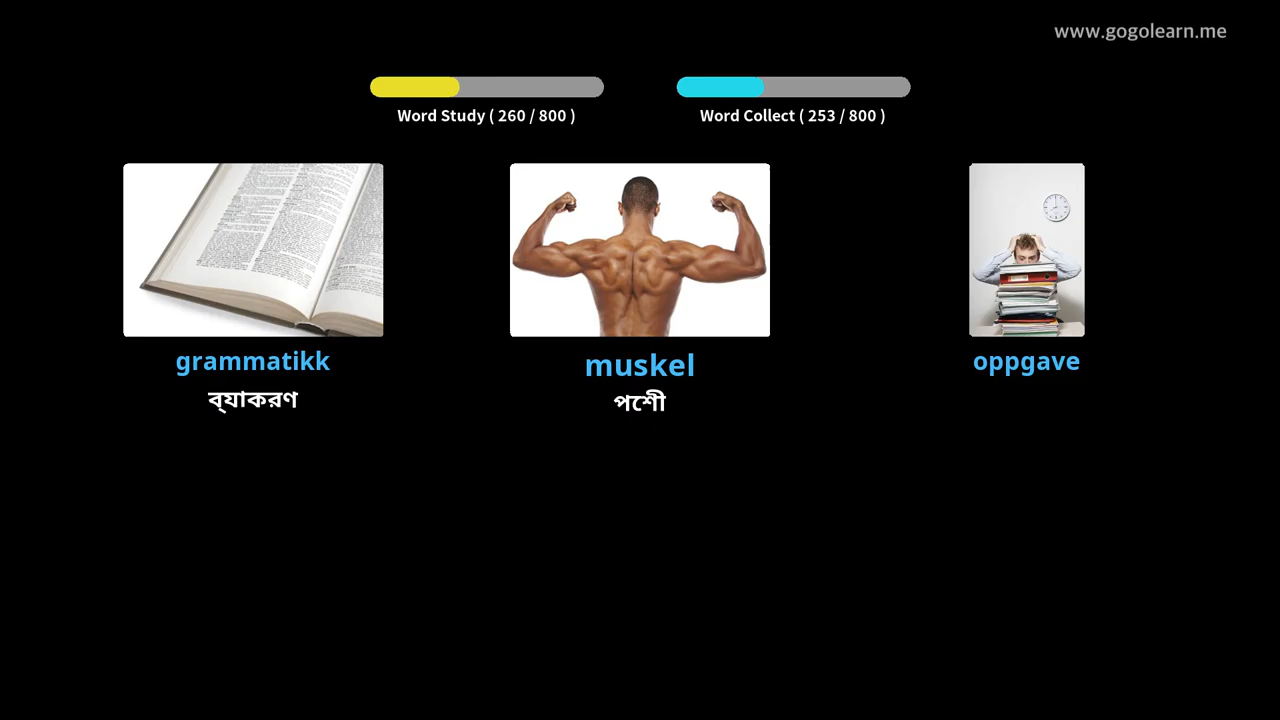 www.gogolearn.me
Word Study ( 260 / 800 )
Word Collect ( 253 / 800 )
grammatikk
muskel
oppgave
ব্যাকরণ
পেশী